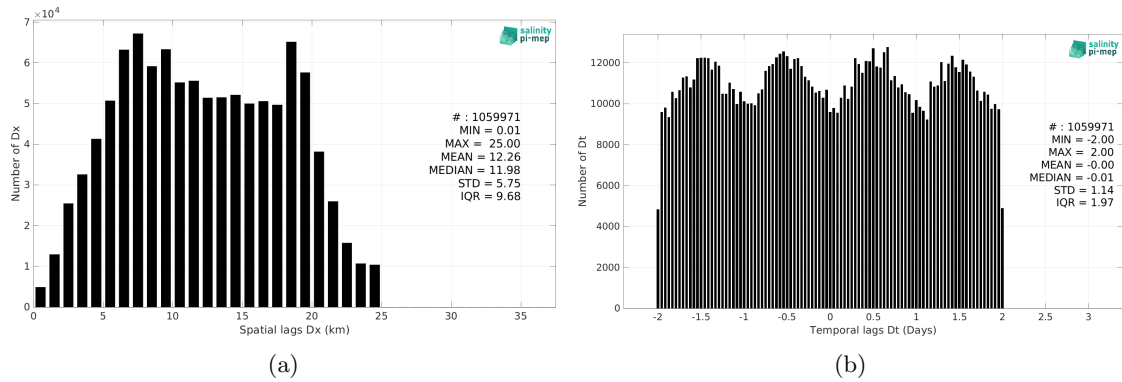 ×10⁴
7
6
5
4
3
2
1
0
Number of Dx
salinity
pi-mep
# : 1059971
MIN = 0.01
MAX = 25.00
MEAN = 12.26
MEDIAN = 11.98
STD = 5.75
IQR = 9.68
0 5 10 15 20 25 30 35
Spatial lags Dx (km)
(a)
12000
10000
8000
6000
4000
2000
0
Number of Dt
salinity
pi-mep
# : 1059971
MIN = -2.00
MAX = 2.00
MEAN = -0.00
MEDIAN = -0.01
STD = 1.14
IQR = 1.97
-2 -1.5 -1 -0.5 0 0.5 1 1.5 2 2.5 3
Temporal lags Dt (Days)
(b)